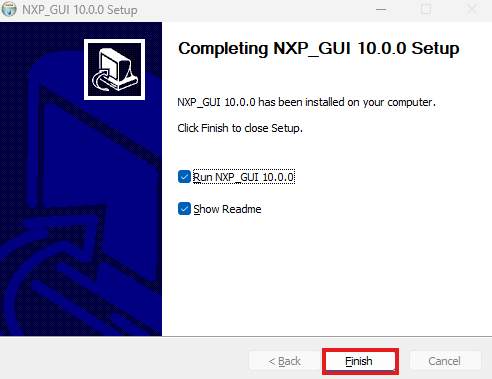 NXP_GUI 10.0.0 Setup
Completing NXP_GUI 10.0.0 Setup
NXP_GUI 10.0.0 has been installed on your computer.
Click Finish to close Setup.
Run NXP_GUI 10.0.0
Show Readme
< Back
Finish
Cancel